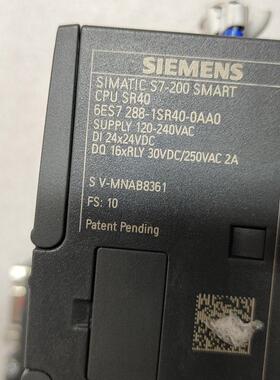 SIEMENS
SIMATIC S7-200 SMART
CPU SR40
6ES7 288-1SR40-0AA0
SUPPLY 120-240VAC
DI 24x24VDC
DQ 16xRLY 30VDC/250VAC 2A
S V-MNAB8361
FS: 10
Patent Pending